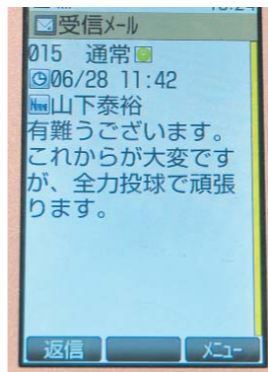 受信メール
015 通常
06/28 11:42
山下泰裕
有難うございます。
これからが大変です
が、全力投球で頑張
ります。
返信 メニュー